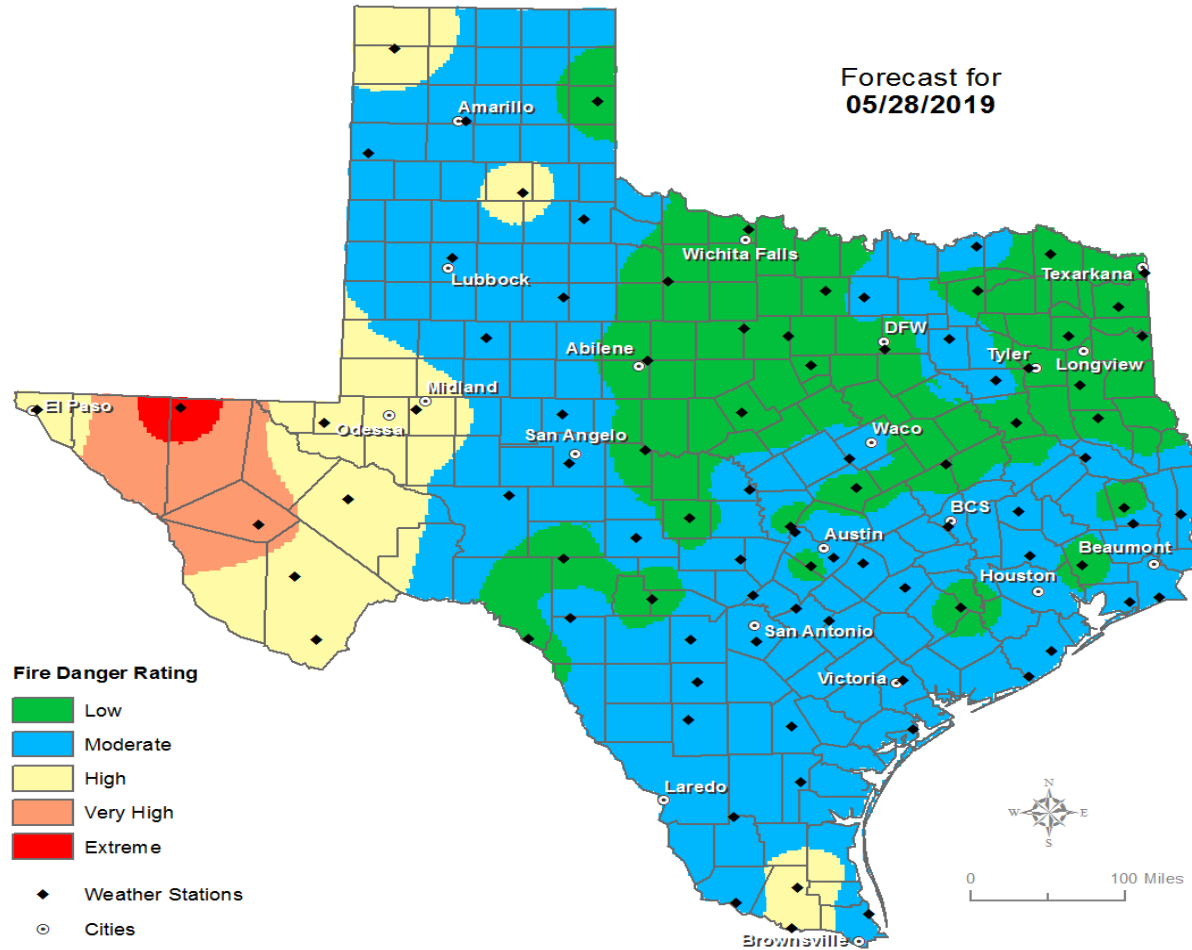 Forecast for
05/28/2019
Amarillo
Wichita Falls
Lubbock
Texarkana
DFW
Abilene
Tyler
Longview
Midland
El Paso
Odessa
San Angelo
Waco
BCS
Austin
Beaumont
Houston
San Antonio
Victoria
Laredo
Brownsville
Fire Danger Rating
Low
Moderate
High
Very High
Extreme
Weather Stations
Cities
N
W E
S
0 100 Miles